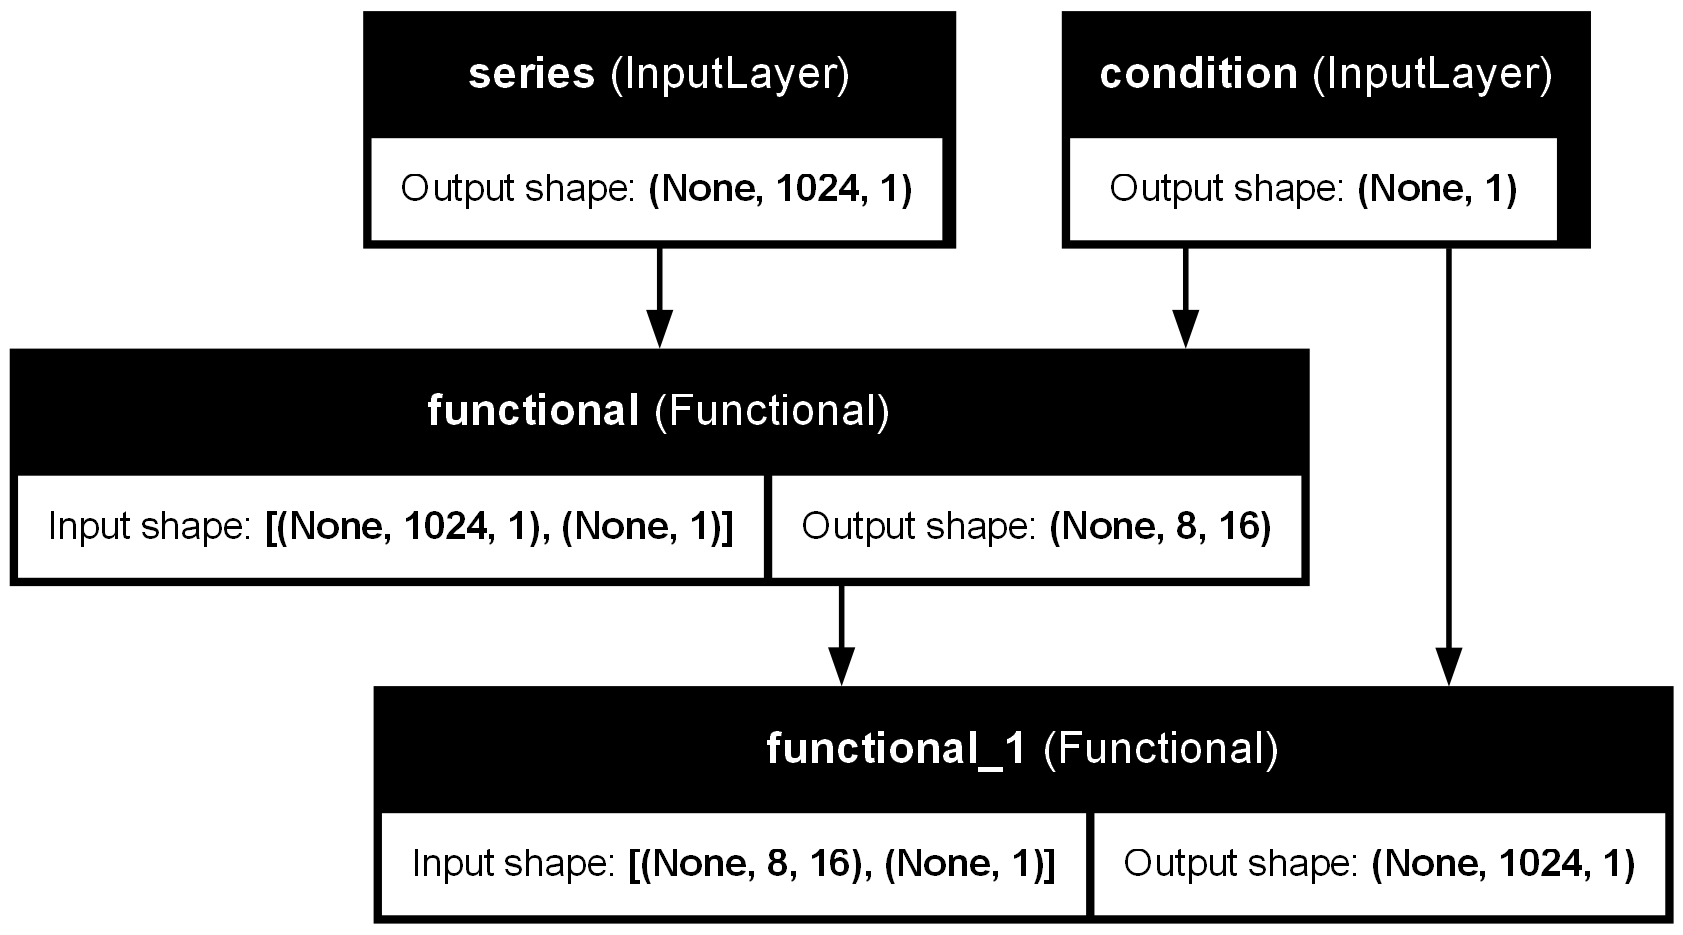 series (InputLayer)
condition (InputLayer)
Output shape: (None, 1024, 1)
Output shape: (None, 1)
functional (Functional)
Input shape: [(None, 1024, 1), (None, 1)]
Output shape: (None, 8, 16)
functional_1 (Functional)
Input shape: [(None, 8, 16), (None, 1)]
Output shape: (None, 1024, 1)